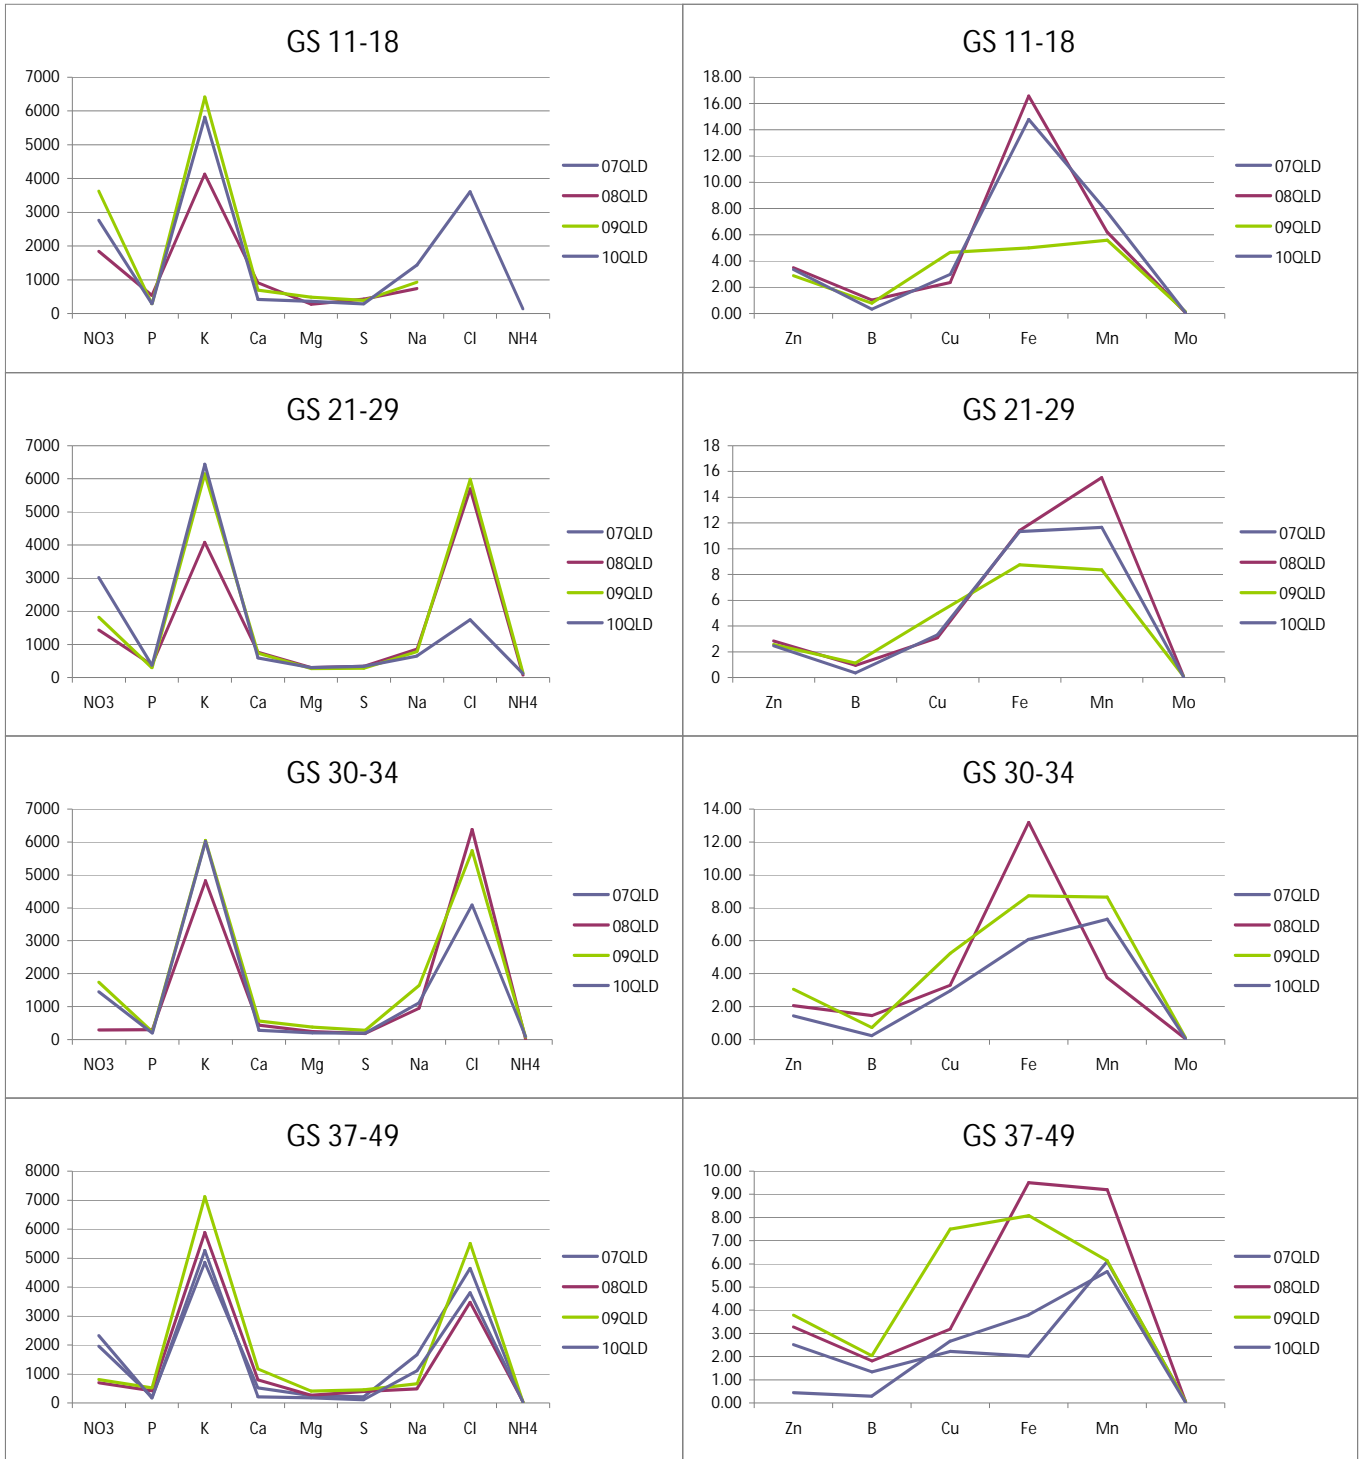 GS 11-18
7000
6000
5000
4000
3000
2000
1000
0
NO3 P K Ca Mg S Na Cl NH4
07QLD
08QLD
09QLD
10QLD
GS 11-18
18.00
16.00
14.00
12.00
10.00
8.00
6.00
4.00
2.00
0.00
Zn B Cu Fe Mn Mo
07QLD
08QLD
09QLD
10QLD
GS 21-29
7000
6000
5000
4000
3000
2000
1000
0
NO3 P K Ca Mg S Na Cl NH4
07QLD
08QLD
09QLD
10QLD
GS 21-29
18
16
14
12
10
8
6
4
2
0
Zn B Cu Fe Mn Mo
07QLD
08QLD
09QLD
10QLD
GS 30-34
7000
6000
5000
4000
3000
2000
1000
0
NO3 P K Ca Mg S Na Cl NH4
07QLD
08QLD
09QLD
10QLD
GS 30-34
14.00
12.00
10.00
8.00
6.00
4.00
2.00
0.00
Zn B Cu Fe Mn Mo
07QLD
08QLD
09QLD
10QLD
GS 37-49
8000
7000
6000
5000
4000
3000
2000
1000
0
NO3 P K Ca Mg S Na Cl NH4
07QLD
08QLD
09QLD
10QLD
GS 37-49
10.00
9.00
8.00
7.00
6.00
5.00
4.00
3.00
2.00
1.00
0.00
Zn B Cu Fe Mn Mo
07QLD
08QLD
09QLD
10QLD